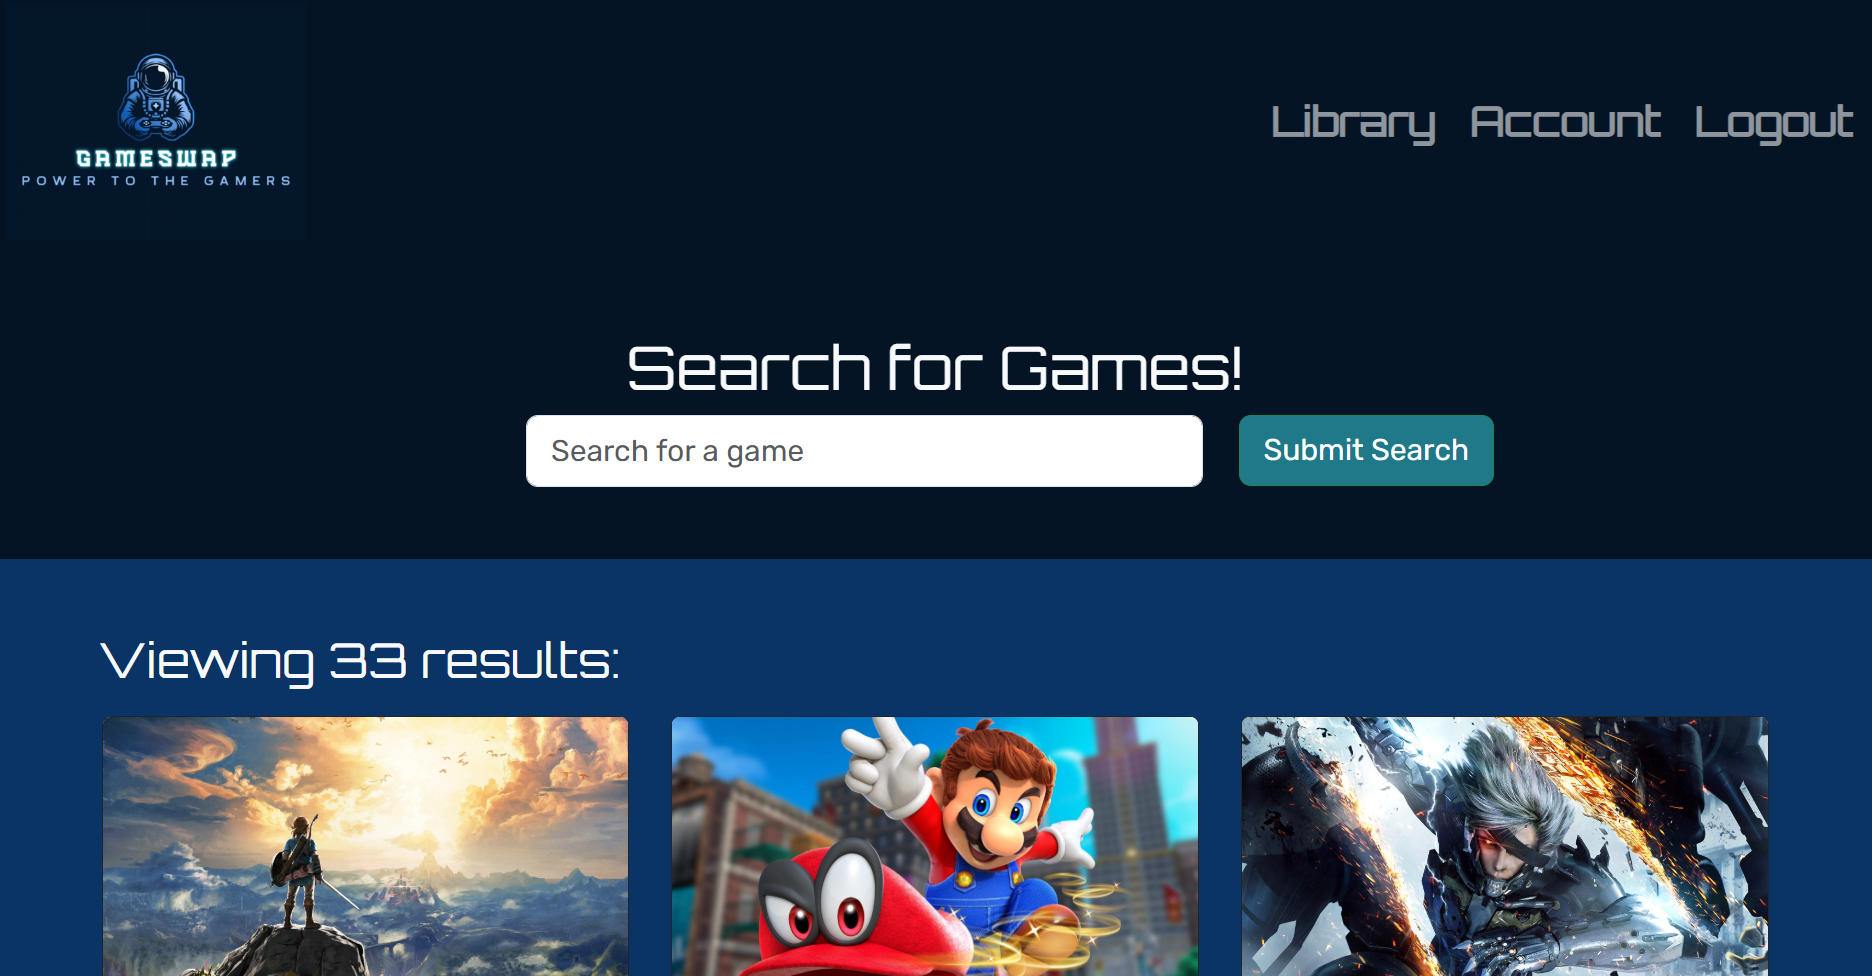 GAMESWAP
POWER TO THE GAMERS
Library Account Logout
Search for Games!
Search for a game
Submit Search
Viewing 33 results: